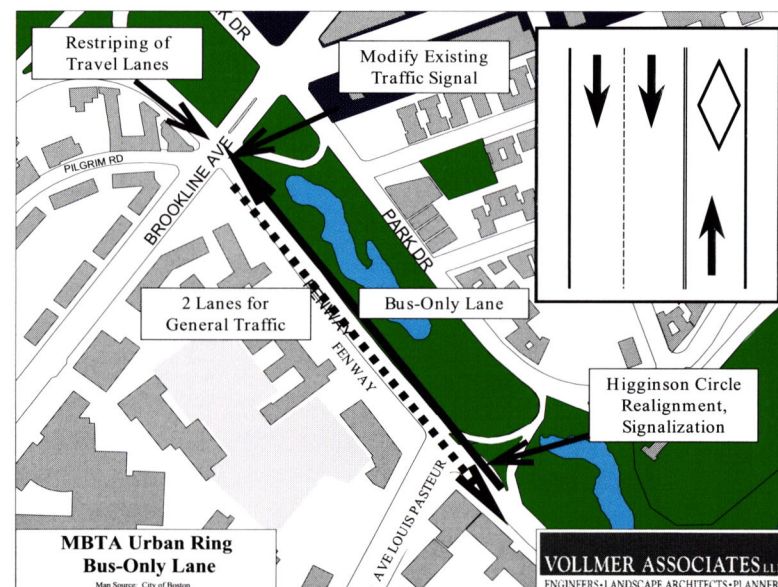 K DR
Restriping of
Travel Lanes
Modify Existing
Traffic Signal
PILGRIM RD
BROOKLINE AVE
PARK DR
2 Lanes for
General Traffic
Bus-Only Lane
FENWAY
FENWAY
Higginson Circle
Realignment,
Signalization
AVE LOUIS PASTEUR
MBTA Urban Ring
Bus-Only Lane
Map Source: City of Boston
VOLLMER ASSOCIATES LL
ENGINEERS•LANDSCAPE ARCHITECTS•PLANNER